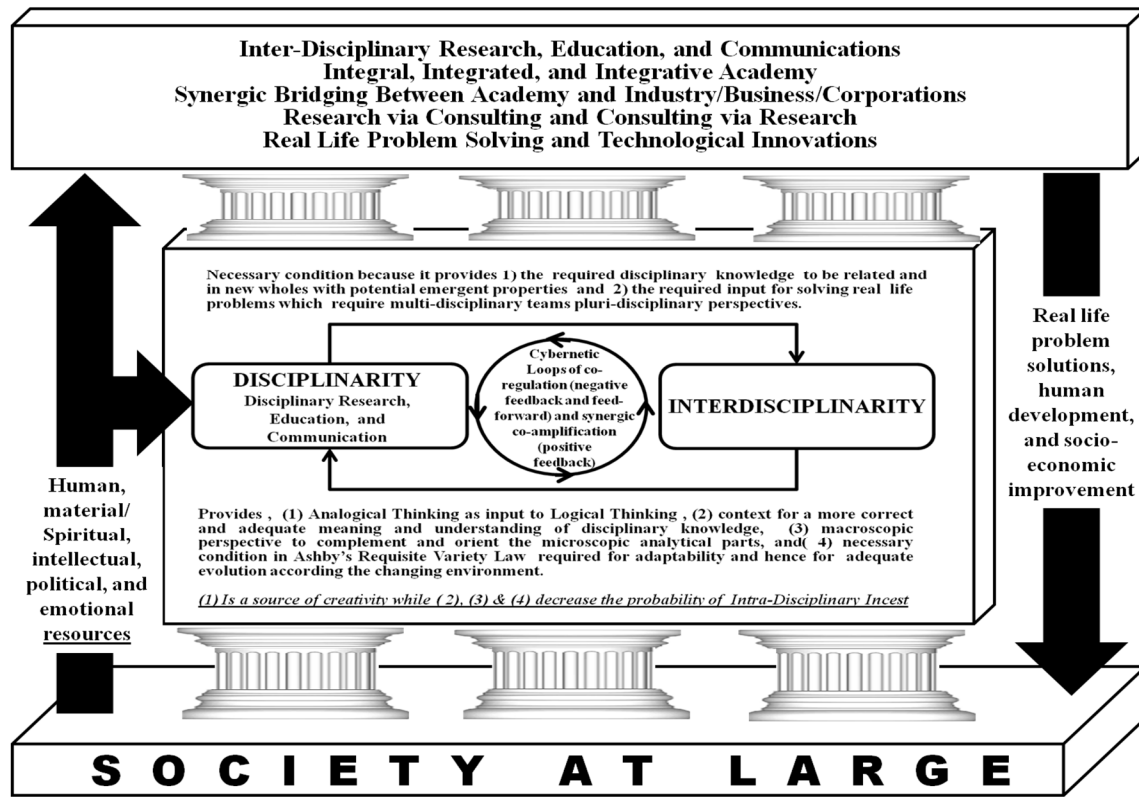 Inter-Disciplinary Research, Education, and Communications
Integral, Integrated, and Integrative Academy
Synergic Bridging Between Academy and Industry/Business/Corporations
Research via Consulting and Consulting via Research
Real Life Problem Solving and Technological Innovations
Necessary condition because it provides 1) the required disciplinary knowledge to be related and
in new wholes with potential emergent properties and 2) the required input for solving real life
problems which require multi-disciplinary teams pluri-disciplinary perspectives.
DISCIPLINARITY
Disciplinary Research,
Education, and
Communication
Cybernetic
Loops of co-
regulation (negative
feedback and feed-
forward) and synergic
co-amplification
(positive
feedback)
INTERDISCIPLINARITY
Provides , (1) Analogical Thinking as input to Logical Thinking , (2) context for a more correct
and adequate meaning and understanding of disciplinary knowledge, (3) macroscopic
perspective to complement and orient the microscopic analytical parts, and( 4) necessary
condition in Ashby's Requisite Variety Law required for adaptability and hence for adequate
evolution according the changing environment.
(1) Is a source of creativity while ( 2), (3) & (4) decrease the probability of Intra-Disciplinary Incest
Human,
material/
Spiritual,
intellectual,
political, and
emotional
resources
Real life
problem
solutions,
human
development,
and socio-
economic
improvement
SOCIETY AT LARGE